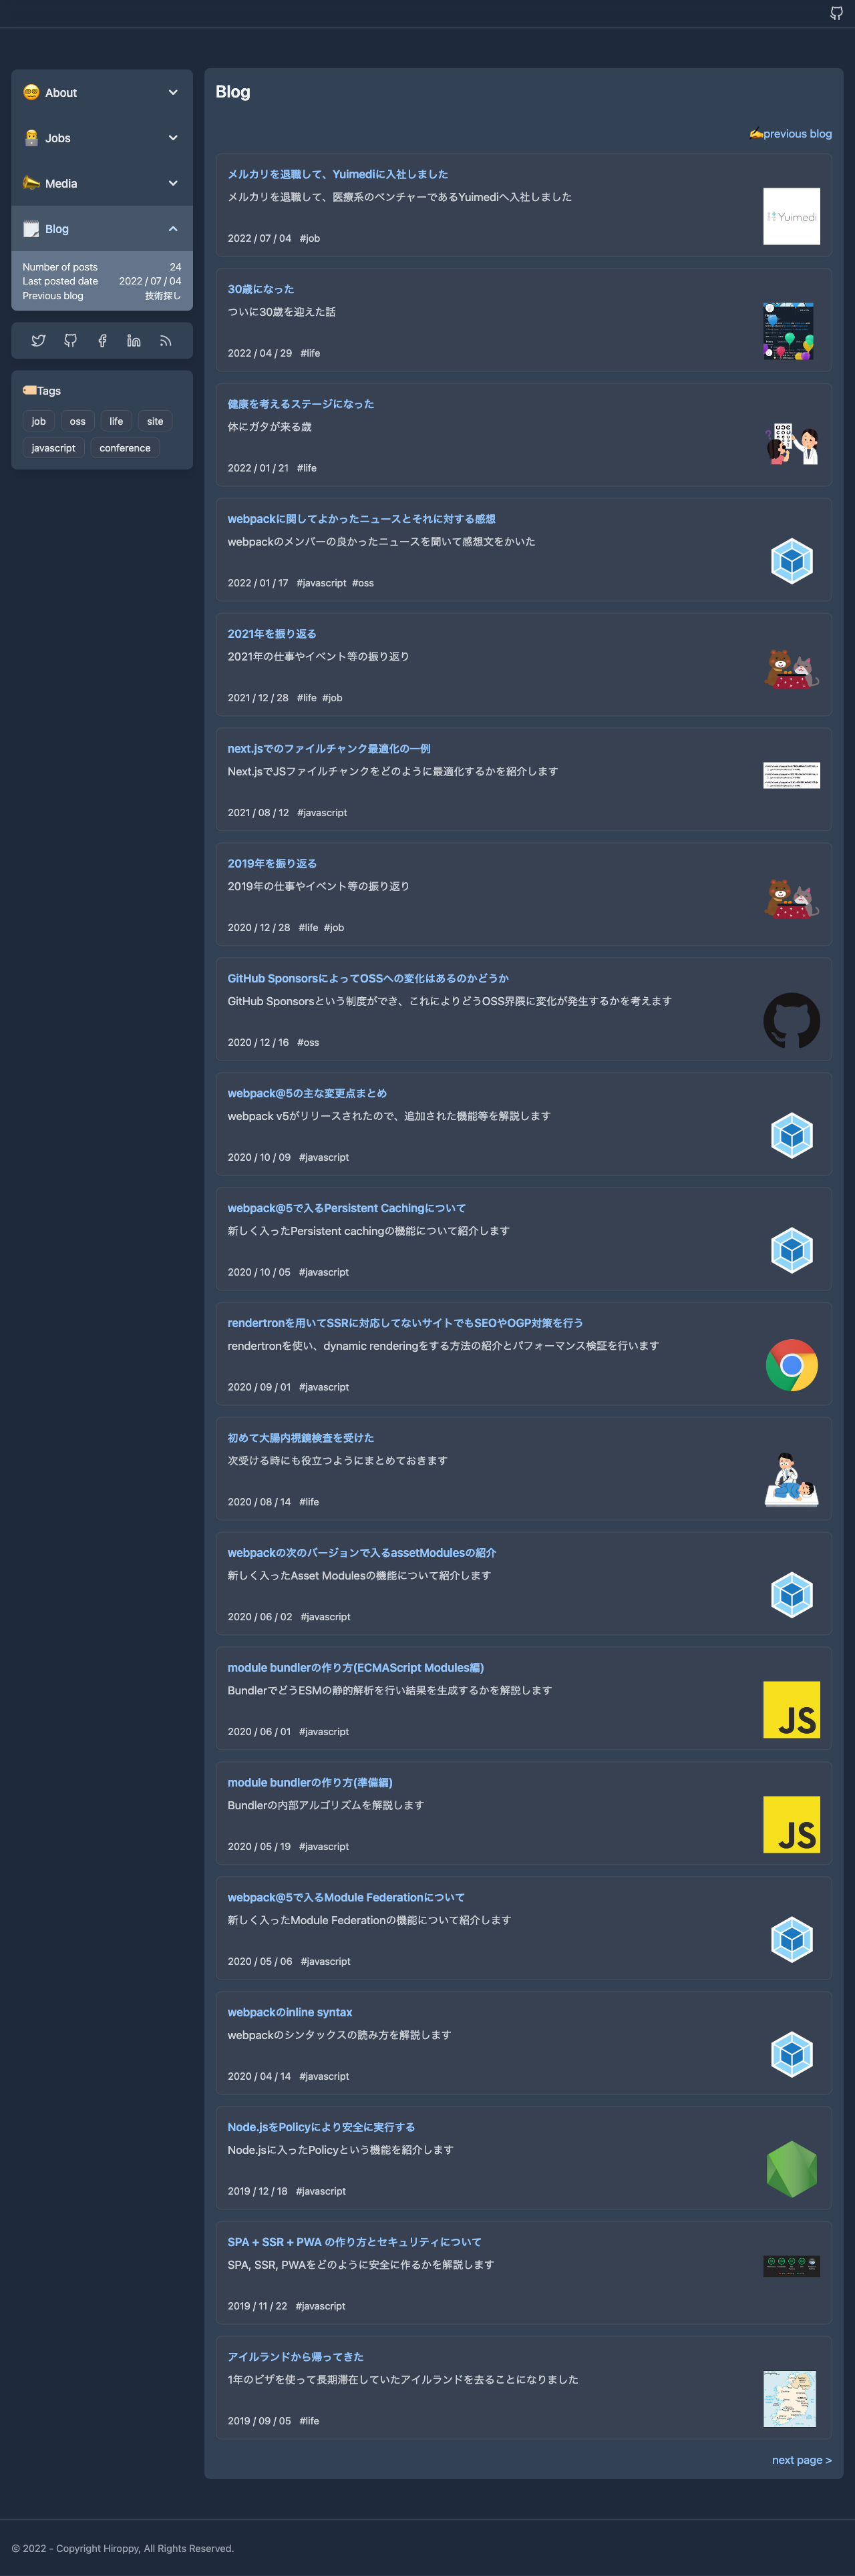 About
Jobs
Media
Blog
Number of posts 24
Last posted date 2022 / 07 / 04
Previous blog 技術探し
Tags
job oss life site
javascript conference
Blog
✍️previous blog
メルカリを退職して、Yuimediに入社しました
メルカリを退職して、医療系のベンチャーであるYuimediへ入社しました
Yuimedi
2022 / 07 / 04 #job
30歳になった
ついに30歳を迎えた話
2022 / 04 / 29 #life
健康を考えるステージになった
体にガタが来る歳
2022 / 01 / 21 #life
webpackに関してよかったニュースとそれに対する感想
webpackのメンバーの良かったニュースを聞いて感想文をかいた
2022 / 01 / 17 #javascript #oss
2021年を振り返る
2021年の仕事やイベント等の振り返り
2021 / 12 / 28 #life #job
next.jsでのファイルチャンク最適化の一例
Next.jsでJSファイルチャンクをどのように最適化するかを紹介します
2021 / 08 / 12 #javascript
2019年を振り返る
2019年の仕事やイベント等の振り返り
2020 / 12 / 28 #life #job
GitHub SponsorsによってOSSへの変化はあるのかどうか
GitHub Sponsorsという制度ができ、これによりどうOSS界隈に変化が発生するかを考えます
2020 / 12 / 16 #oss
webpack@5の主な変更点まとめ
webpack v5がリリースされたので、追加された機能等を解説します
2020 / 10 / 09 #javascript
webpack@5で入るPersistent Cachingについて
新しく入ったPersistent cachingの機能について紹介します
2020 / 10 / 05 #javascript
rendertronを用いてSSRに対応してないサイトでもSEOやOGP対策を行う
rendertronを使い、dynamic renderingをする方法の紹介とパフォーマンス検証を行います
2020 / 09 / 01 #javascript
初めて大腸内視鏡検査を受けた
次受ける時にも役立つようにまとめておきます
2020 / 08 / 14 #life
webpackの次のバージョンで入るassetModulesの紹介
新しく入ったAsset Modulesの機能について紹介します
2020 / 06 / 02 #javascript
module bundlerの作り方(ECMAScript Modules編)
BundlerでどうESMの静的解析を行い結果を生成するかを解説します
JS
2020 / 06 / 01 #javascript
module bundlerの作り方(準備編)
Bundlerの内部アルゴリズムを解説します
JS
2020 / 05 / 19 #javascript
webpack@5で入るModule Federationについて
新しく入ったModule Federationの機能について紹介します
2020 / 05 / 06 #javascript
webpackのinline syntax
webpackのシンタックスの読み方を解説します
2020 / 04 / 14 #javascript
Node.jsをPolicyにより安全に実行する
Node.jsに入ったPolicyという機能を紹介します
2019 / 12 / 18 #javascript
SPA + SSR + PWA の作り方とセキュリティについて
SPA, SSR, PWAをどのように安全に作るかを解説します
2019 / 11 / 22 #javascript
アイルランドから帰ってきた
1年のビザを使って長期滞在していたアイルランドを去ることになりました
2019 / 09 / 05 #life
next page >
© 2022 - Copyright Hiroppy, All Rights Reserved.